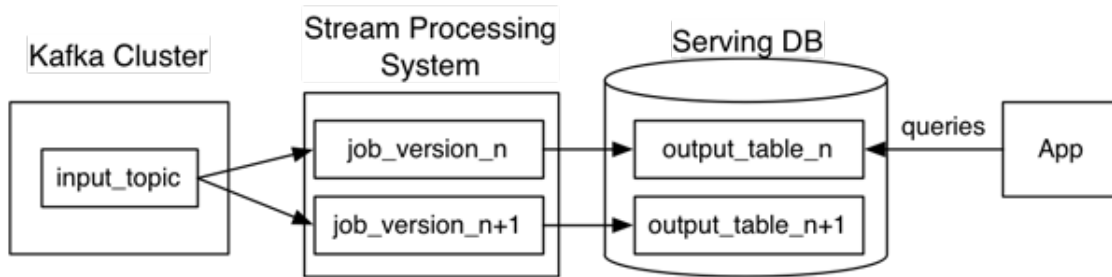 Kafka Cluster
Stream Processing
System
Serving DB
input_topic
job_version_n
job_version_n+1
output_table_n
output_table_n+1
queries
App